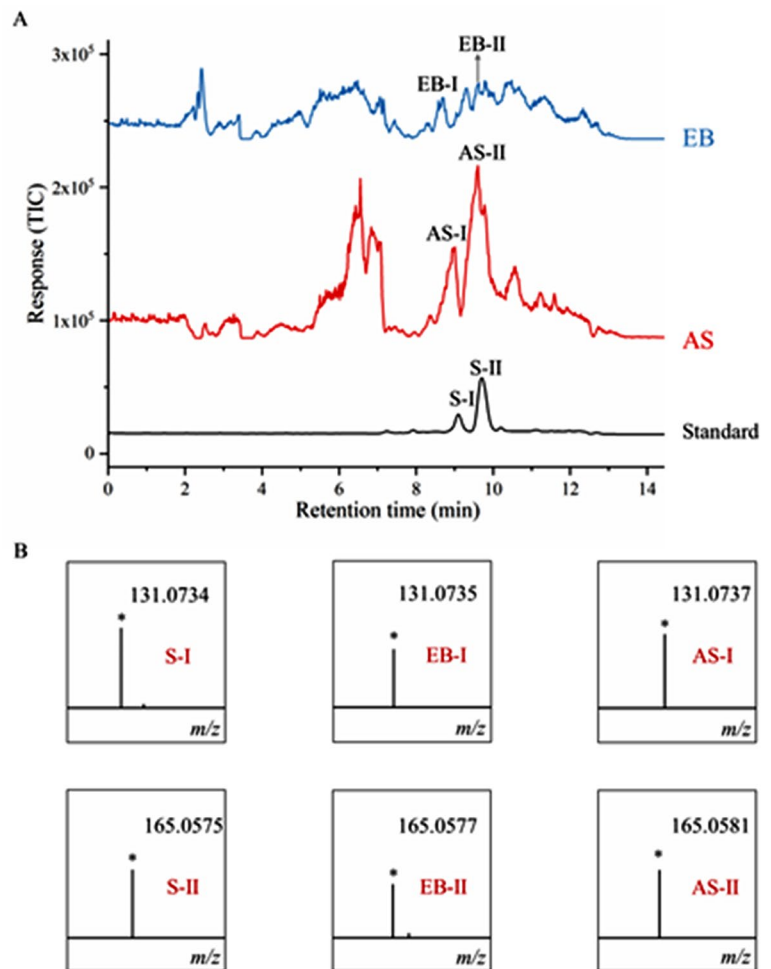 A
Response (TIC)
3x10⁵
2x10⁵
1x10⁵
0
EB-II
EB-I
EB
AS-II
AS-I
AS
S-II
S-I
Standard
0 2 4 6 8 10 12 14
Retention time (min)
B
131.0734
*
S-I
m/z
131.0735
*
EB-I
m/z
131.0737
*
AS-I
m/z
165.0575
*
S-II
m/z
165.0577
*
EB-II
m/z
165.0581
*
AS-II
m/z